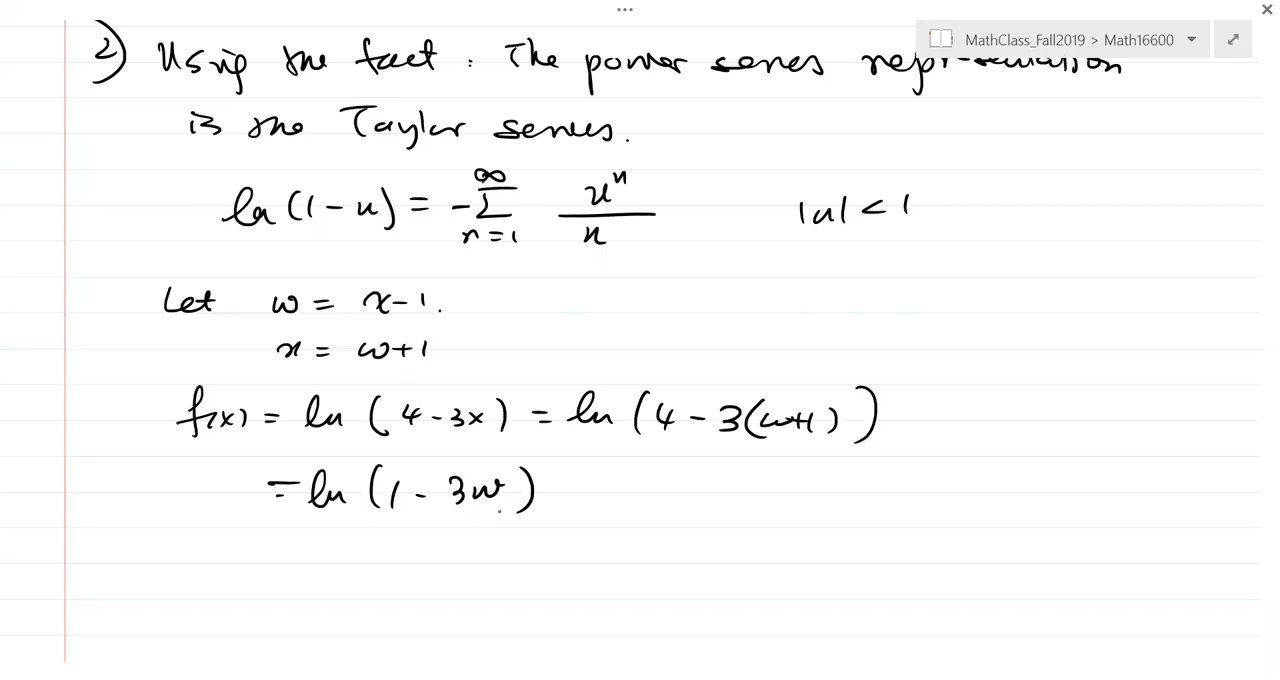 MathClass_Fall2019 > Math16600
2) Using the fact : The power series representation
is the Taylor series.
ln (1 - u) = -∑_{n=1}^{∞} u^n / n |u| < 1
Let w = x - 1.
x = w + 1
f(x) = ln (4 - 3x) = ln (4 - 3(w+1))
= ln (1 - 3w)